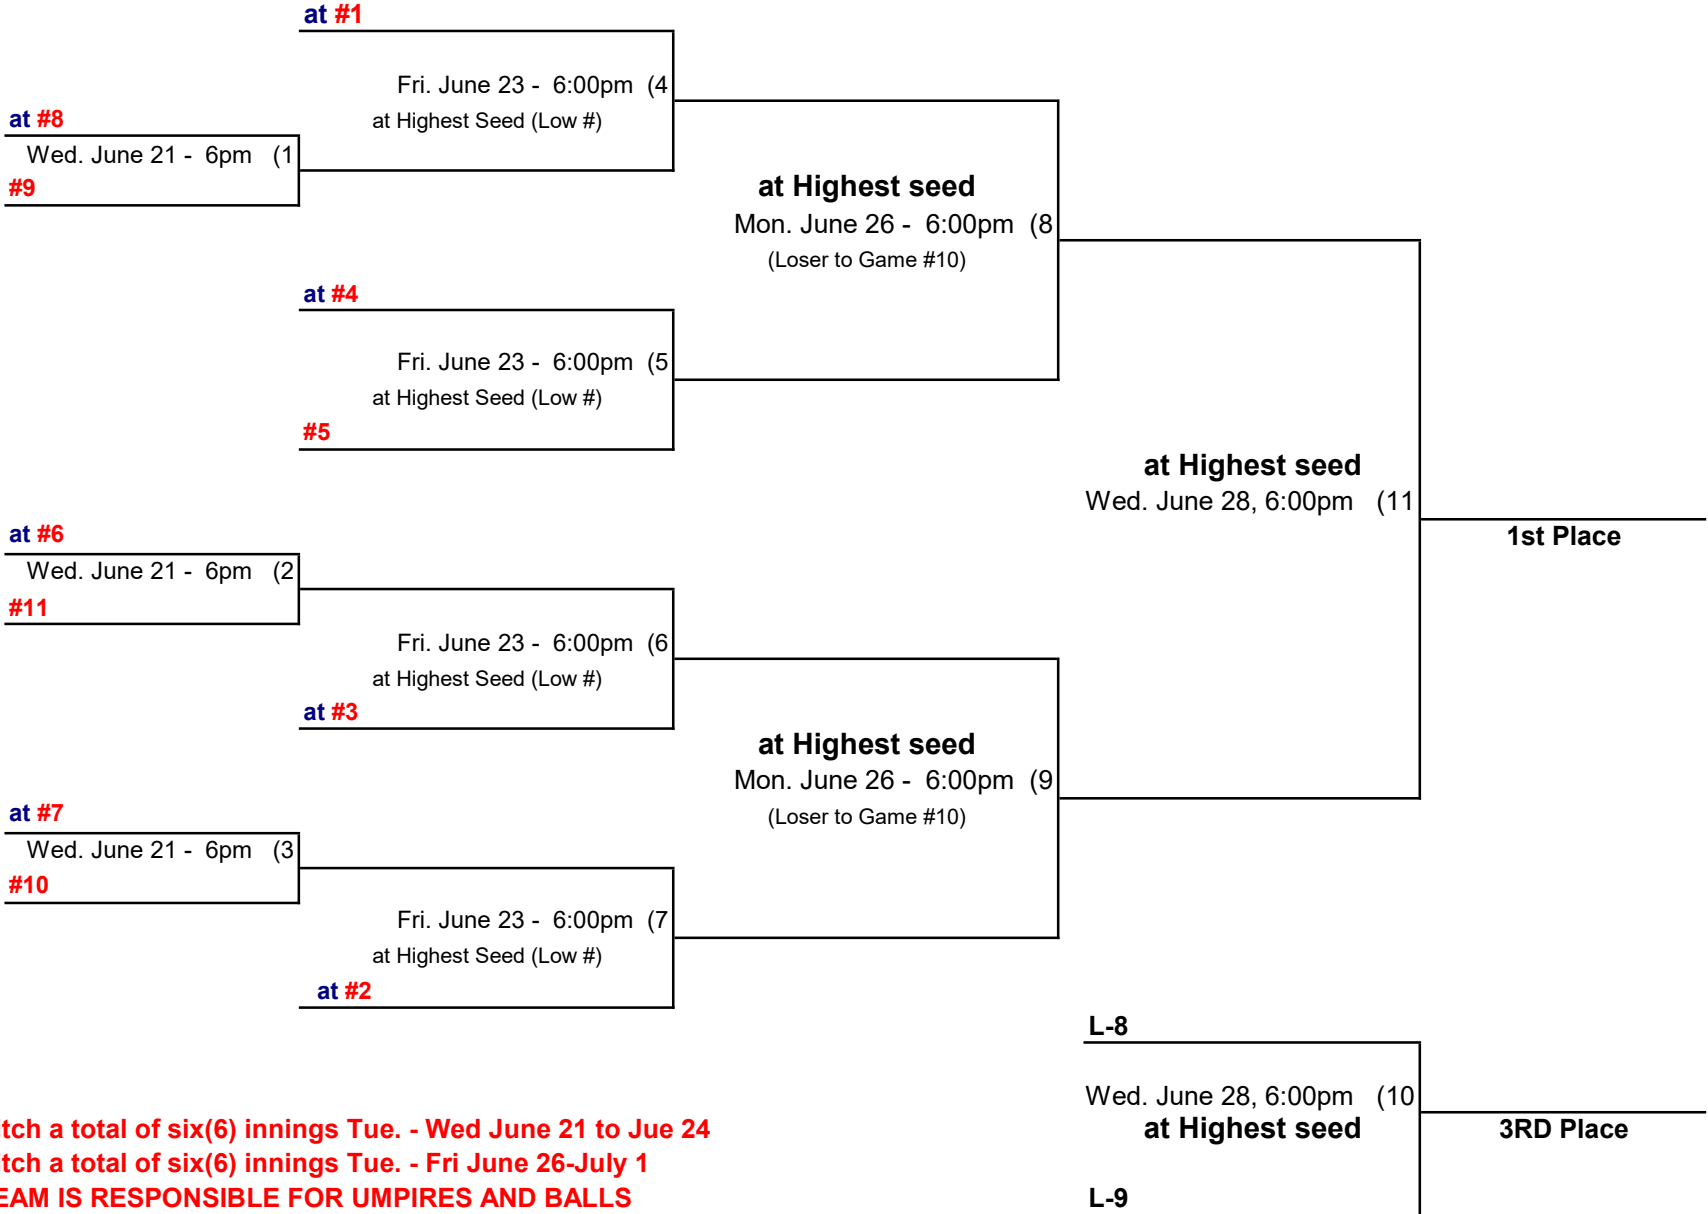 at #1
Fri. June 23 - 6:00pm (4
at Highest Seed (Low #)
at #8
Wed. June 21 - 6pm (1
#9
at Highest seed
Mon. June 26 - 6:00pm (8
(Loser to Game #10)
at #4
Fri. June 23 - 6:00pm (5
at Highest Seed (Low #)
#5
at Highest seed
Wed. June 28, 6:00pm (11
1st Place
at #6
Wed. June 21 - 6pm (2
#11
Fri. June 23 - 6:00pm (6
at Highest Seed (Low #)
at #3
at Highest seed
Mon. June 26 - 6:00pm (9
(Loser to Game #10)
at #7
Wed. June 21 - 6pm (3
#10
Fri. June 23 - 6:00pm (7
at Highest Seed (Low #)
at #2
L-8
Wed. June 28, 6:00pm (10
at Highest seed
3RD Place
L-9
itch a total of six(6) innings Tue. - Wed June 21 to Jue 24
itch a total of six(6) innings Tue. - Fri June 26-July 1
EAM IS RESPONSIBLE FOR UMPIRES AND BALLS